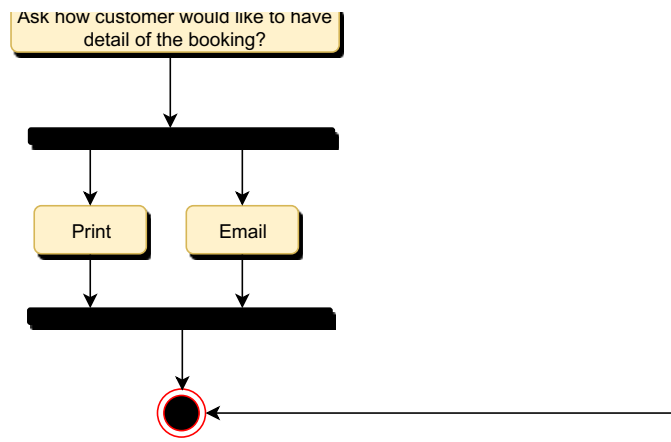 Ask how customer would like to have
detail of the booking?
Print
Email